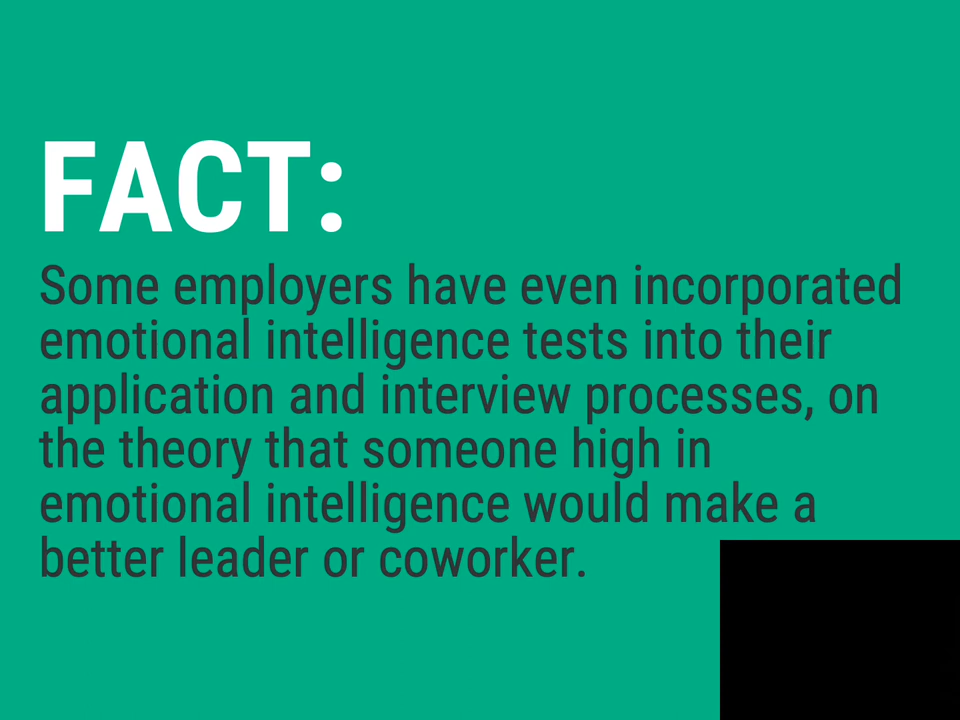 FACT:
Some employers have even incorporated
emotional intelligence tests into their
application and interview processes, on
the theory that someone high in
emotional intelligence would make a
better leader or coworker.